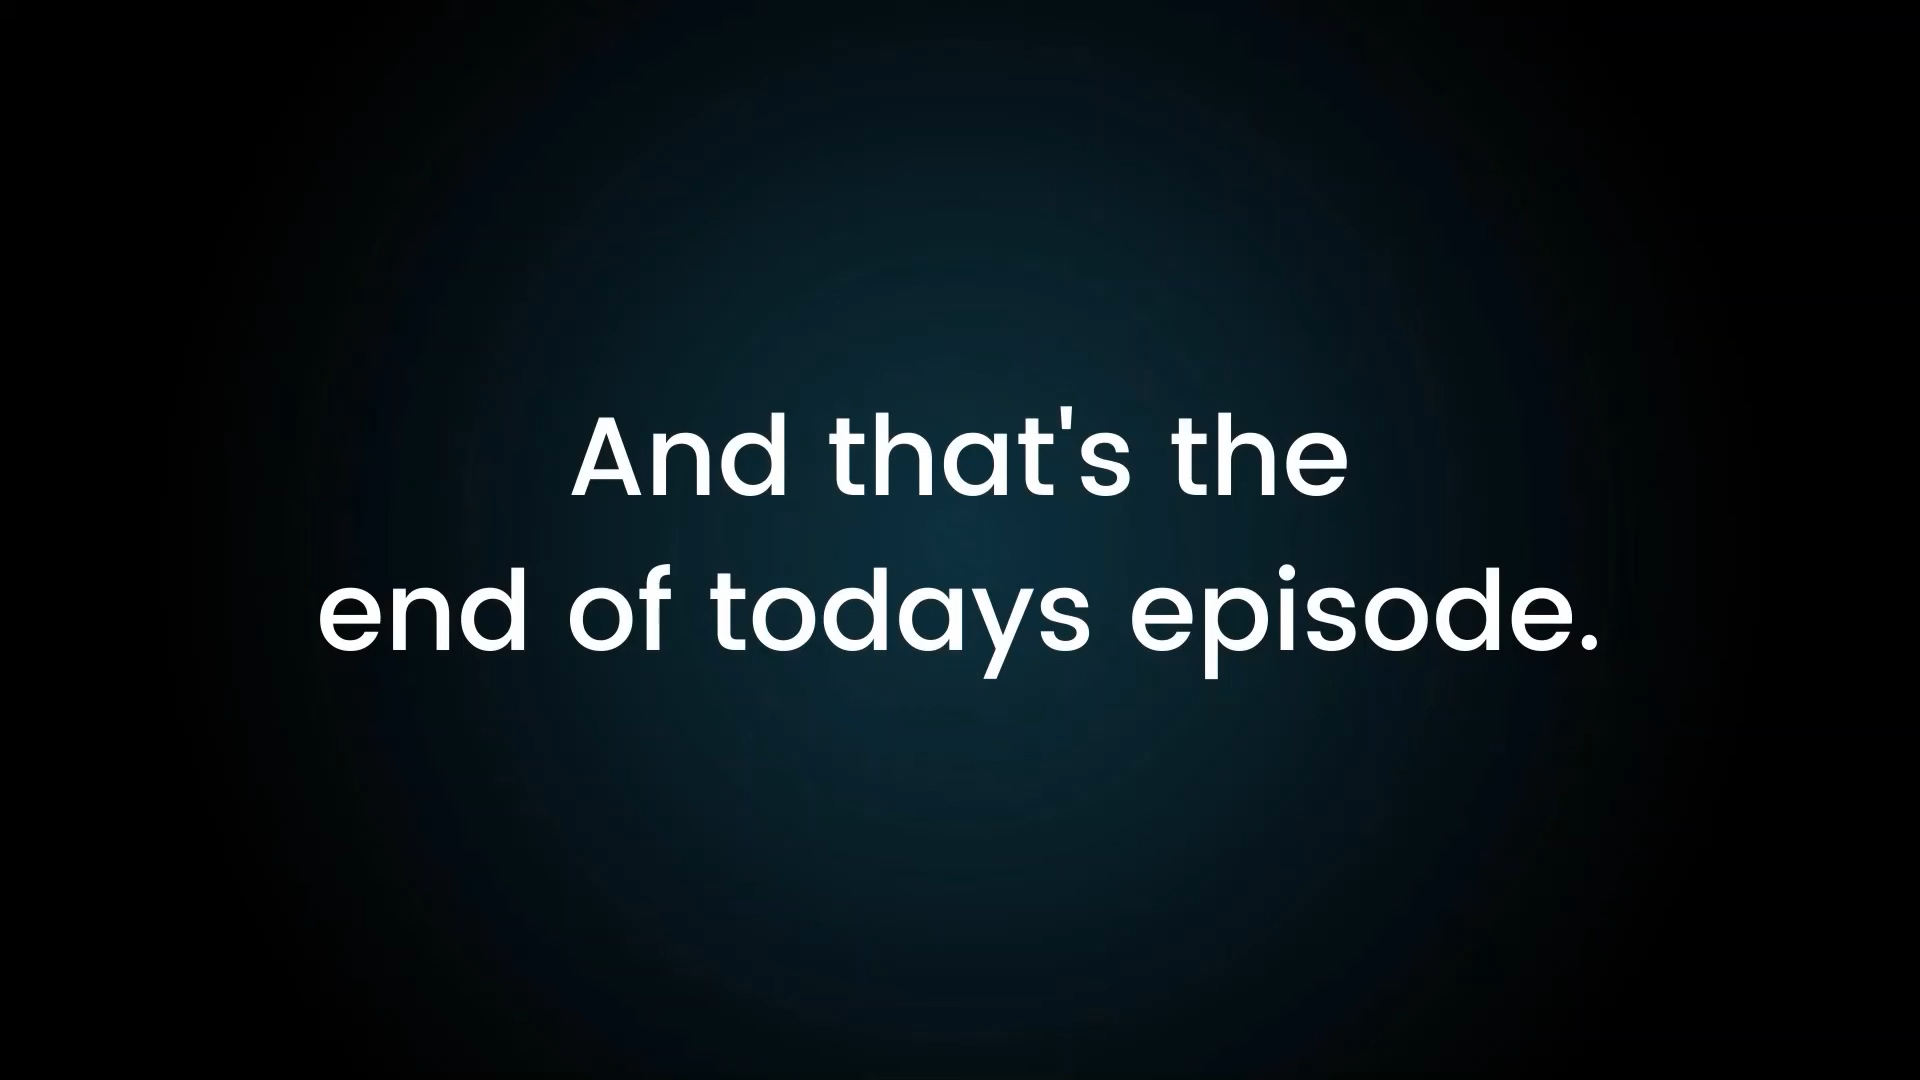 And that's the
end of todays episode.